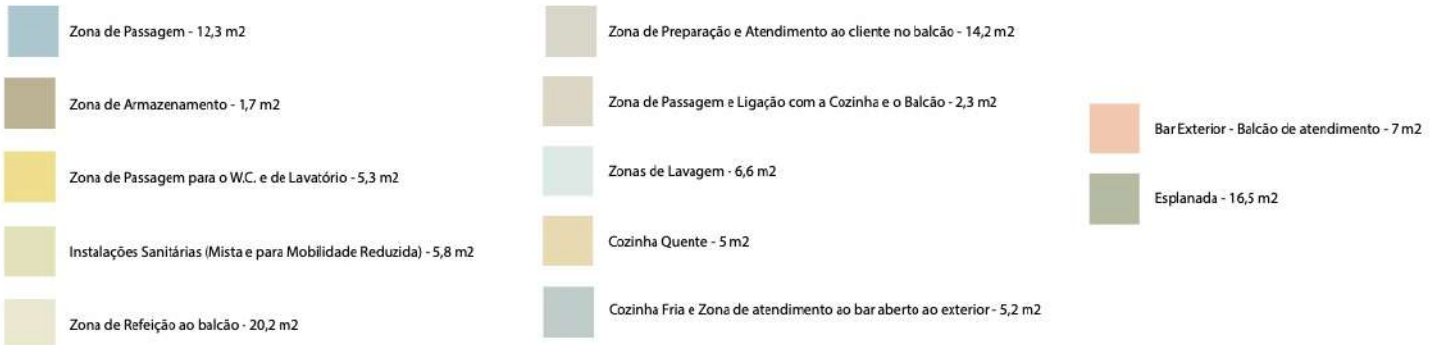 Zona de Passagem - 12,3 m2
Zona de Armazenamento - 1,7 m2
Zona de Passagem para o W.C. e de Lavatório - 5,3 m2
Instalações Sanitárias (Mista e para Mobilidade Reduzida) - 5,8 m2
Zona de Refeição ao balcão - 20,2 m2
Zona de Preparação e Atendimento ao cliente no balcão - 14,2 m2
Zona de Passagem e Ligação com a Cozinha e o Balcão - 2,3 m2
Zonas de Lavagem - 6,6 m2
Cozinha Quente - 5 m2
Cozinha Fria e Zona de atendimento ao bar aberto ao exterior - 5,2 m2
Bar Exterior - Balcão de atendimento - 7 m2
Esplanada - 16,5 m2